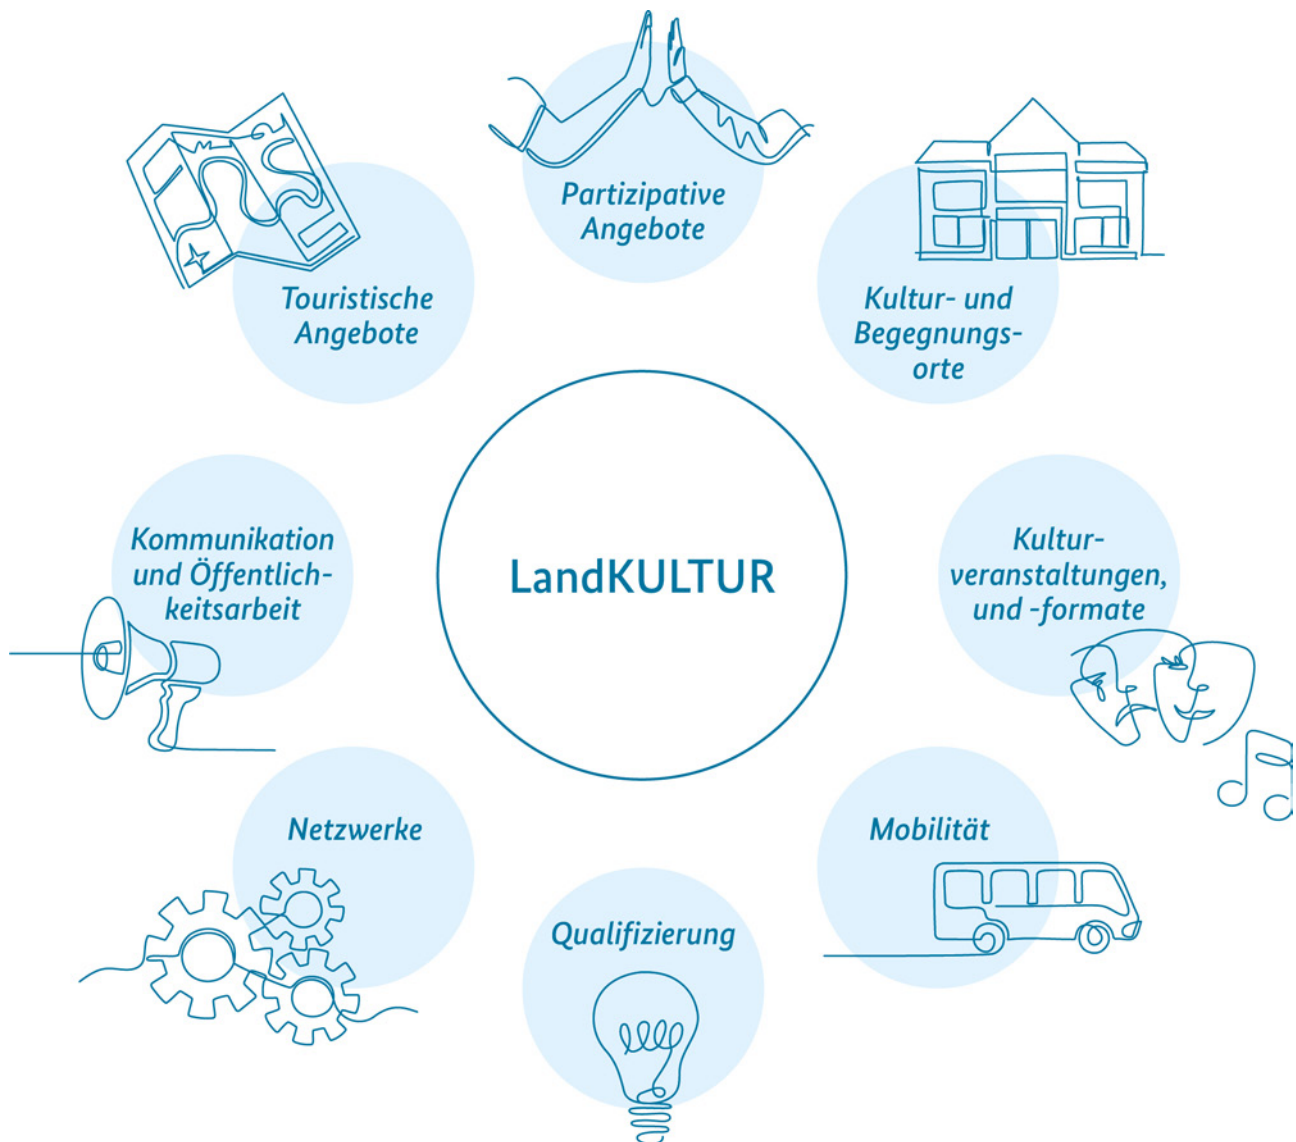 Partizipative
Angebote
Touristische
Angebote
Kultur- und
Begegnungs-
orte
Kommunikation
und Öffentlich-
keitsarbeit
LandKULTUR
Kultur-
veranstaltungen,
und -formate
Netzwerke
Mobilität
Qualifizierung